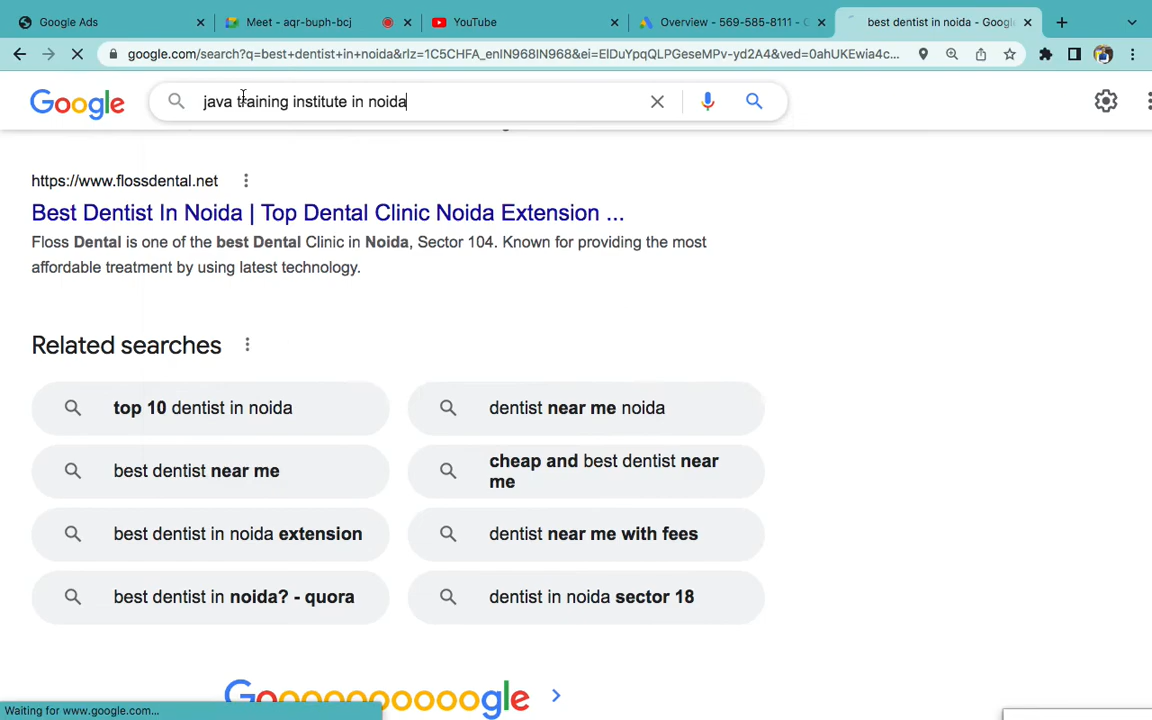 Google Ads
Meet - aqr-buph-bcj
YouTube
Overview - 569-585-8111 -
best dentist in noida - Googl
google.com/search?q=best+dentist+in+noida&rlz=1C5CHFA_enIN968IN968&ei=ElDuYpqQLPGeseMPv-yd2A4&ved=0ahUKEwia4c...
Google
java training institute in noida
https://www.flossdental.net
Best Dentist In Noida | Top Dental Clinic Noida Extension ...
Floss Dental is one of the best Dental Clinic in Noida, Sector 104. Known for providing the most
affordable treatment by using latest technology.
Related searches
top 10 dentist in noida
dentist near me noida
best dentist near me
cheap and best dentist near
me
best dentist in noida extension
dentist near me with fees
best dentist in noida? - quora
dentist in noida sector 18
Goooooooooogle
Waiting for www.google.com...